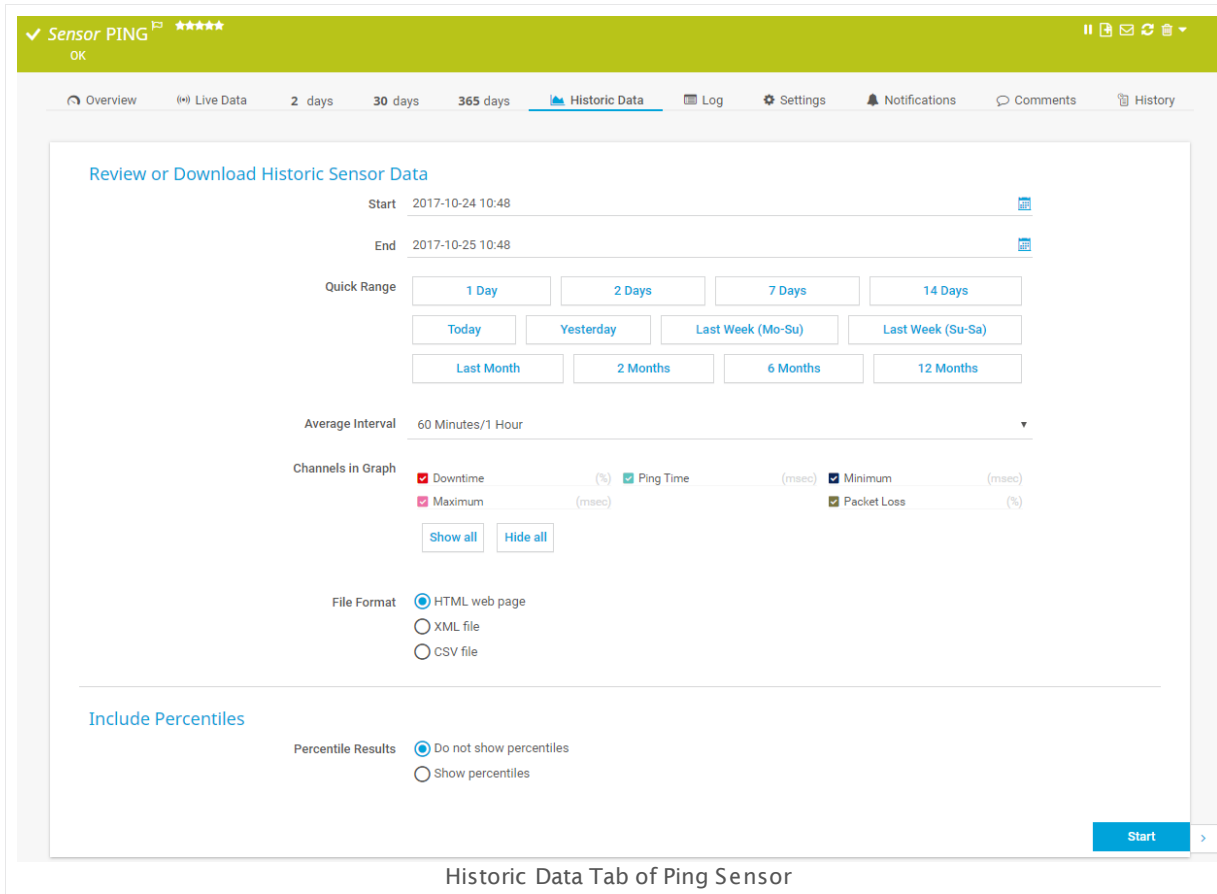 Sensor PING
OK
Overview Live Data 2 days 30 days 365 days Historic Data Log Settings Notifications Comments History
Review or Download Historic Sensor Data
Start 2017-10-24 10:48
End 2017-10-25 10:48
Quick Range 1 Day 2 Days 7 Days 14 Days
Today Yesterday Last Week (Mo-Su) Last Week (Su-Sa)
Last Month 2 Months 6 Months 12 Months
Average Interval 60 Minutes/1 Hour
Channels in Graph
Downtime (%) Ping Time (msec) Minimum (msec)
Maximum (msec) Packet Loss (%)
Show all Hide all
File Format HTML web page
XML file
CSV file
Include Percentiles
Percentile Results Do not show percentiles
Show percentiles
Start
Historic Data Tab of Ping Sensor